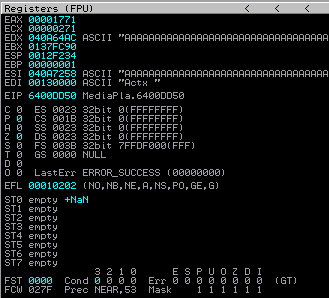 Registers (FPU) < < <
EAX 00001771
ECX 00000271
EDX 040A64AC ASCII "AAAAAAAAAAAAAAAAAAAAAAAAAAAAAAAA
EBX 0137FC90
ESP 0012F234
EBP 00000001
ESI 040A7258 ASCII "AAAAAAAAAAAAAAAAAAAAAAAAAAAAAAAA
EDI 00130000 ASCII "Actx "
EIP 6400DD50 MediaPla.6400DD50
C 0 ES 0023 32bit 0(FFFFFFFF)
P 0 CS 001B 32bit 0(FFFFFFFF)
A 0 SS 0023 32bit 0(FFFFFFFF)
Z 0 DS 0023 32bit 0(FFFFFFFF)
S 0 FS 003B 32bit 7FFDF000(FFF)
T 0 GS 0000 NULL
D 0
O 0 LastErr ERROR_SUCCESS (00000000)
EFL 00010202 (NO,NB,NE,A,NS,PO,GE,G)
ST0 empty +NaN
ST1 empty
ST2 empty
ST3 empty
ST4 empty
ST5 empty
ST6 empty
ST7 empty
3 2 1 0 E S P U O Z D I
FST 0000 Cond 0 0 0 0 Err 0 0 0 0 0 0 0 0 (GT)
FCW 027F Prec NEAR,53 Mask 1 1 1 1 1 1